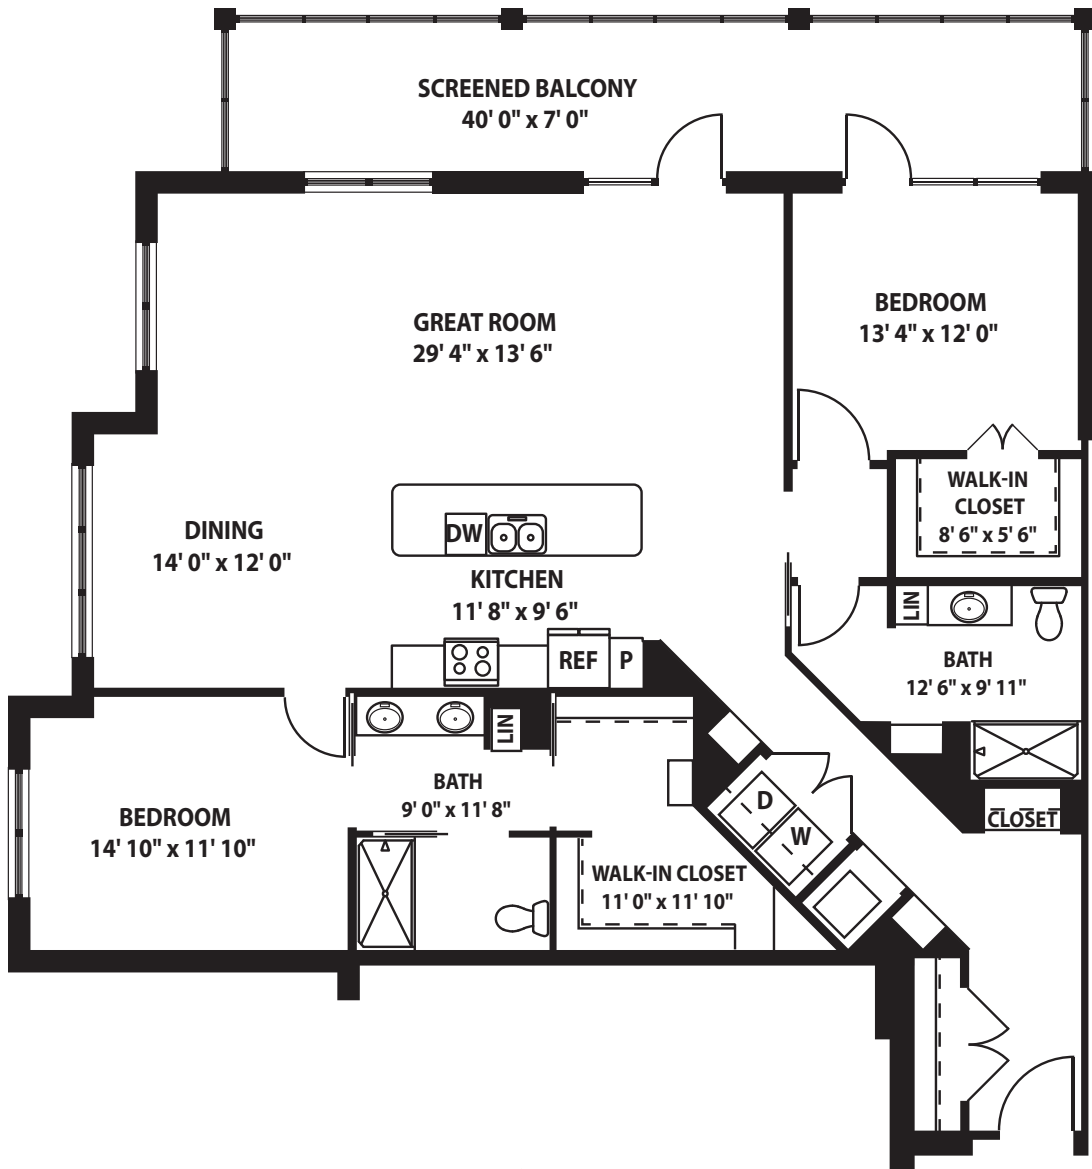 SCREENED BALCONY
40' 0" x 7' 0"
GREAT ROOM
29' 4" x 13' 6"
BEDROOM
13' 4" x 12' 0"
WALK-IN
CLOSET
8' 6" x 5' 6"
DINING
14' 0" x 12' 0"
DW
KITCHEN
11' 8" x 9' 6"
LIN
REF
P
BATH
12' 6" x 9' 11"
LIN
BATH
9' 0" x 11' 8"
BEDROOM
14' 10" x 11' 10"
D
W
CLOSET
WALK-IN CLOSET
11' 0" x 11' 10"